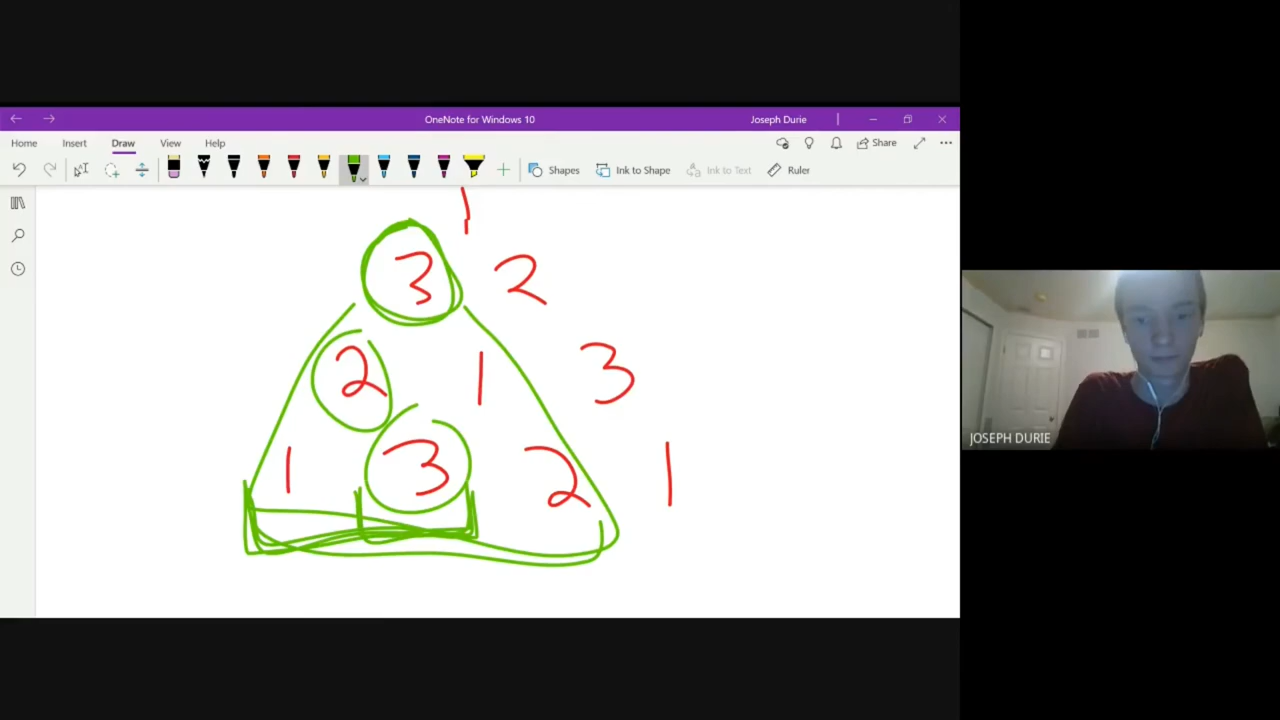 OneNote for Windows 10 Joseph Durie
Home Insert Draw View Help Share
Shapes Ink to Shape Ink to Text Ruler
1
3 2
2 1 3
1 3 2 1
JOSEPH DURIE